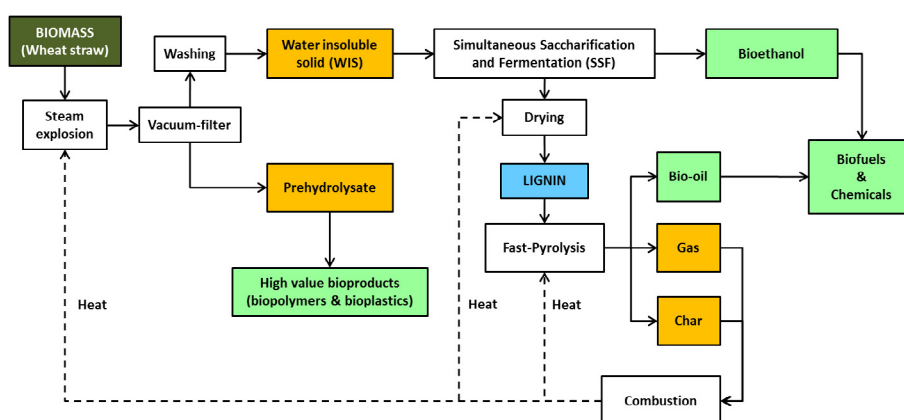 BIOMASS
(Wheat straw)
Washing
Water insoluble
solid (WIS)
Simultaneous Saccharification
and Fermentation (SSF)
Bioethanol
Steam
explosion
Vacuum-filter
Drying
Prehydrolysate
LIGNIN
Bio-oil
Biofuels
&
Chemicals
Fast-Pyrolysis
Gas
High value bioproducts
(biopolymers & bioplastics)
Heat
Heat
Heat
Char
Combustion